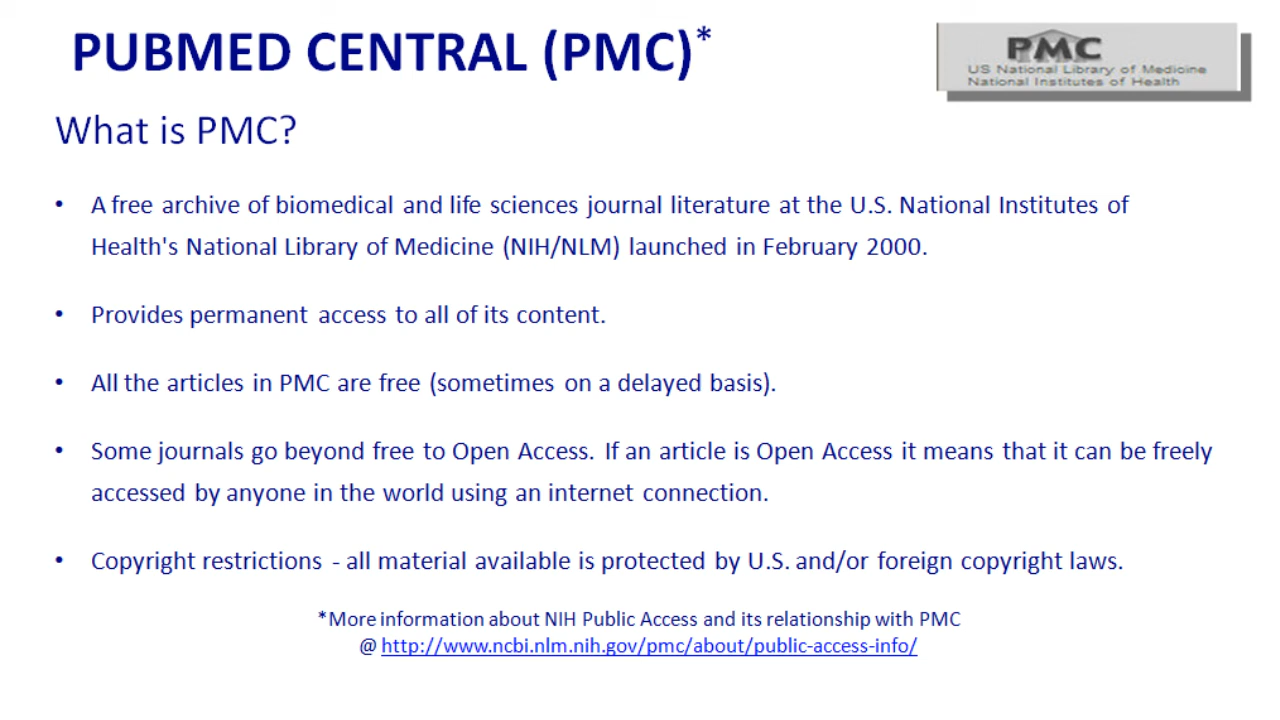 PUBMED CENTRAL (PMC)*
PMC
US National Library of Medicine
National Institutes of Health
What is PMC?
• A free archive of biomedical and life sciences journal literature at the U.S. National Institutes of
Health's National Library of Medicine (NIH/NLM) launched in February 2000.
• Provides permanent access to all of its content.
• All the articles in PMC are free (sometimes on a delayed basis).
• Some journals go beyond free to Open Access. If an article is Open Access it means that it can be freely
accessed by anyone in the world using an internet connection.
• Copyright restrictions - all material available is protected by U.S. and/or foreign copyright laws.
*More information about NIH Public Access and its relationship with PMC
@ http://www.ncbi.nlm.nih.gov/pmc/about/public-access-info/